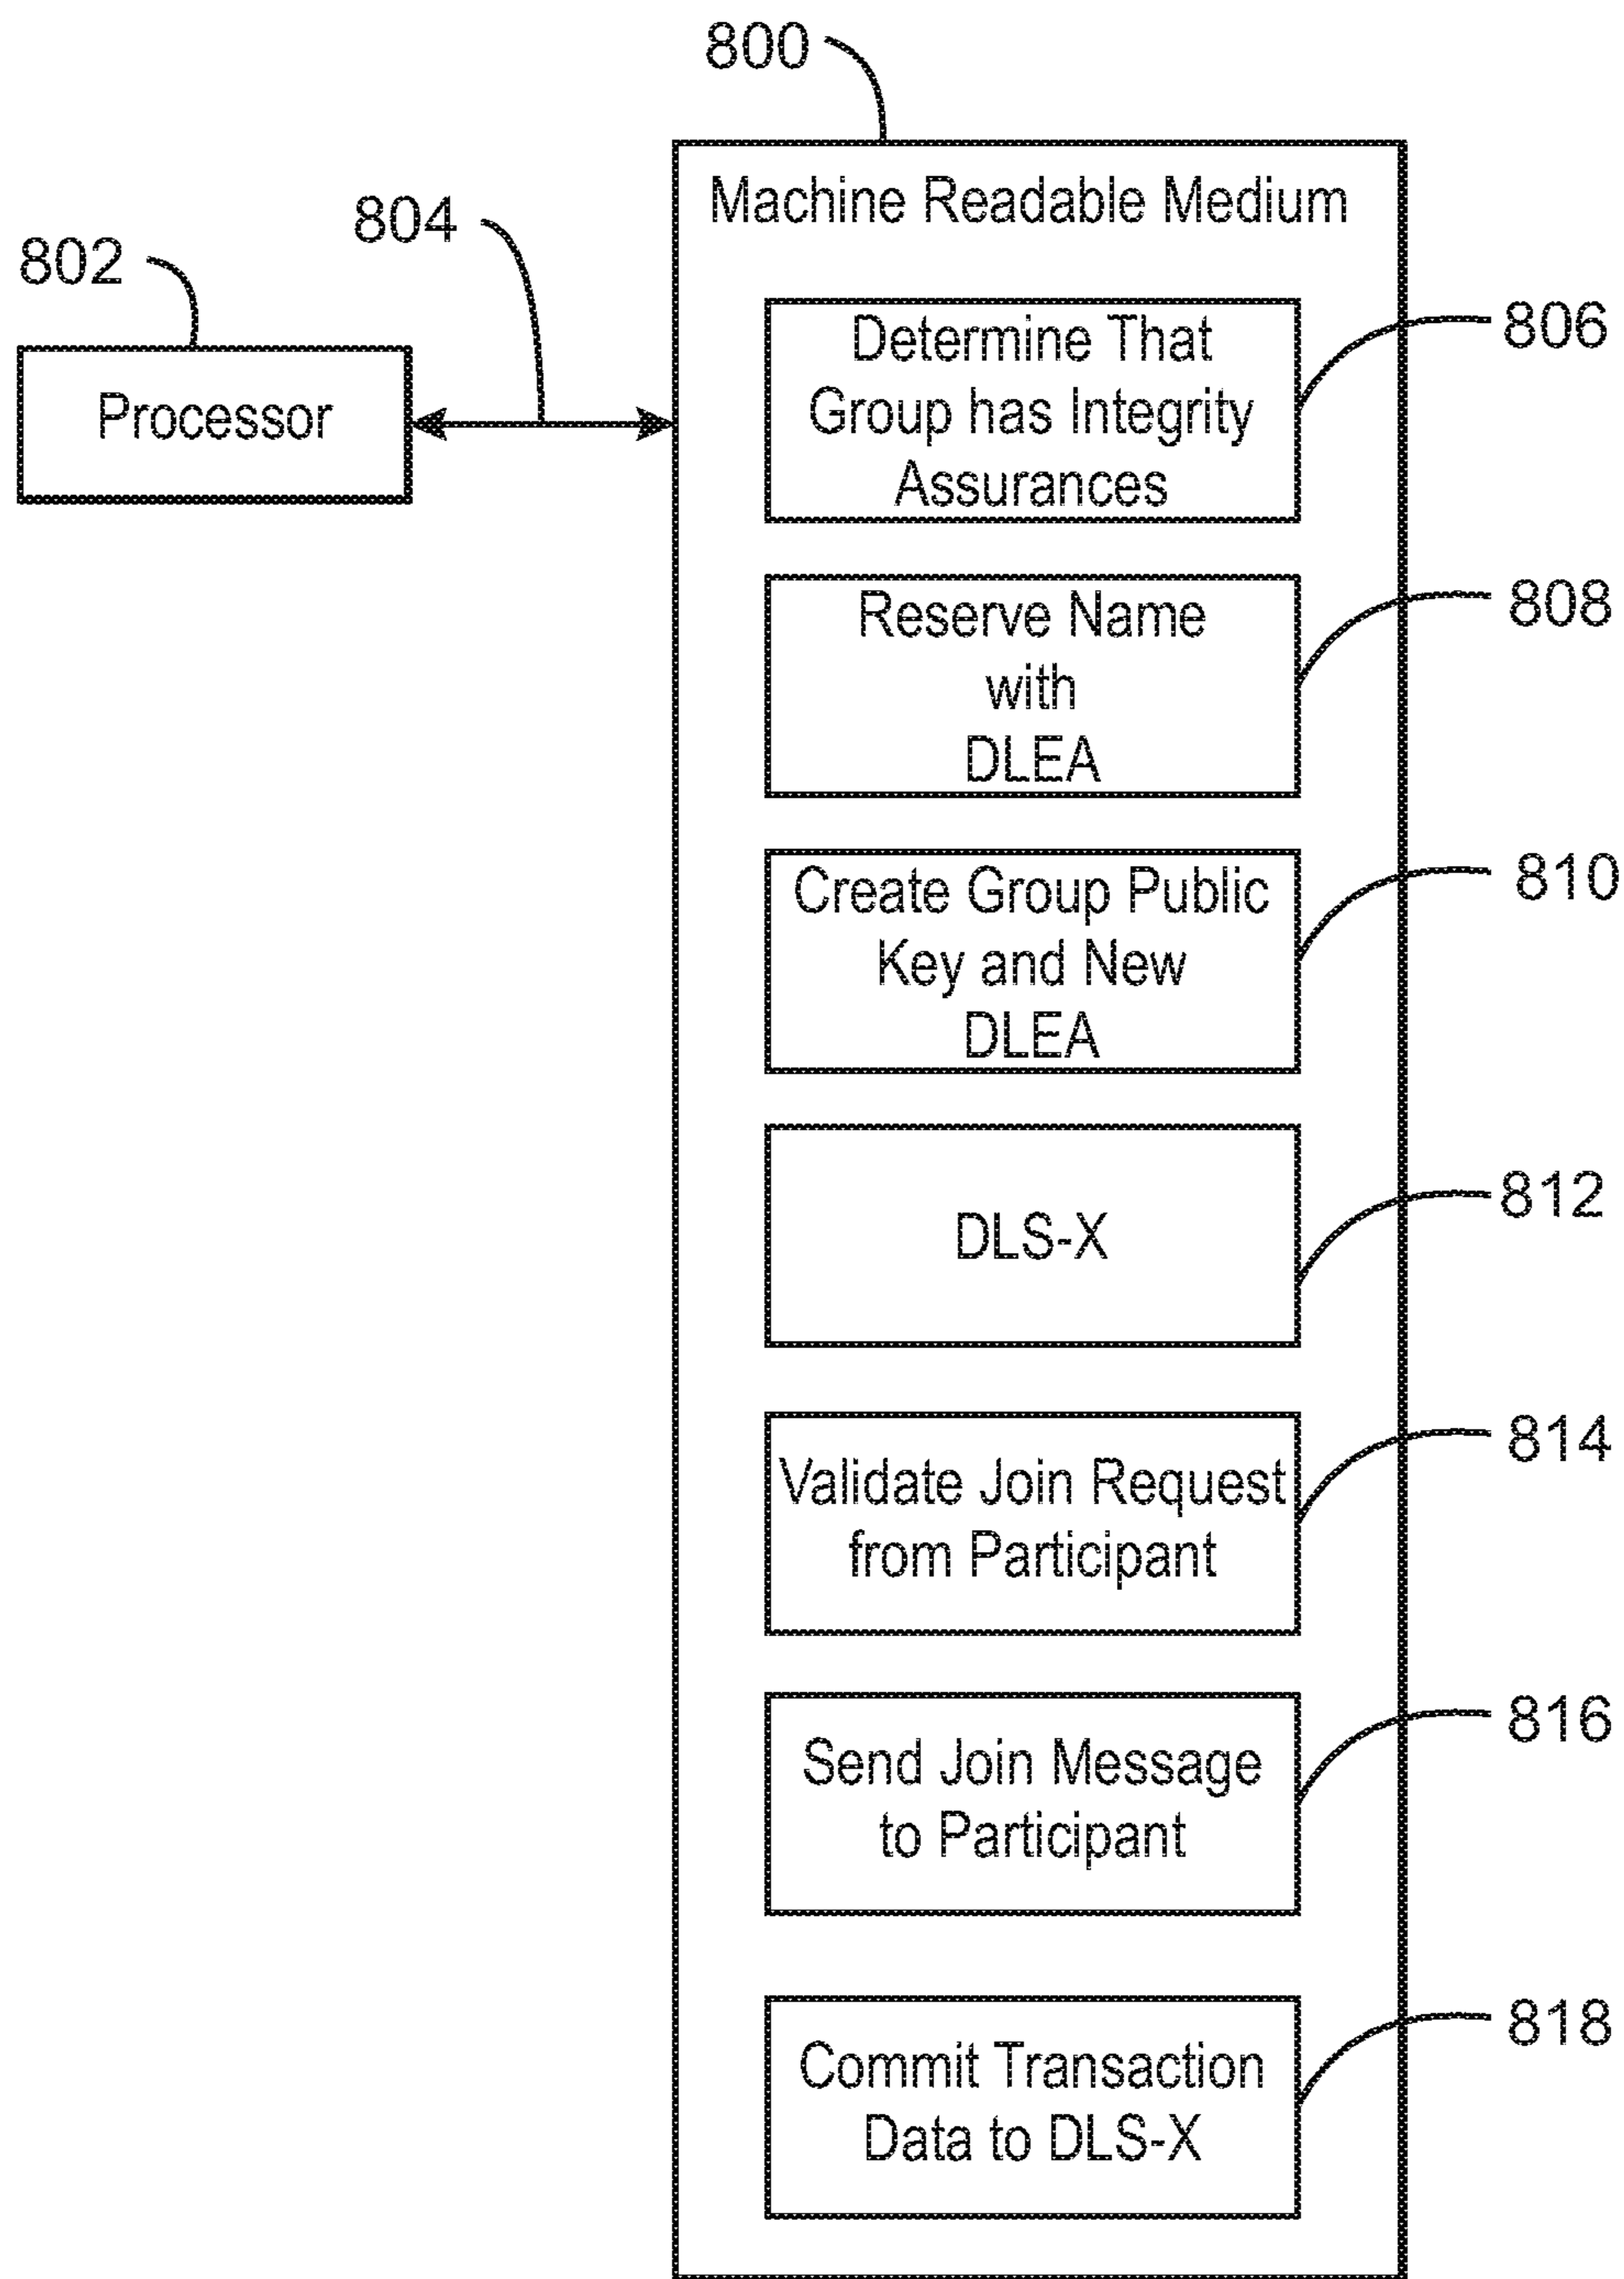 800
Machine Readable Medium
804
802
Processor
Determine That
Group has Integrity
Assurances
806
Reserve Name
with
DLEA
808
Create Group Public
Key and New
DLEA
810
DLS-X
812
Validate Join Request
from Participant
814
Send Join Message
to Participant
816
Commit Transaction
Data to DLS-X
818